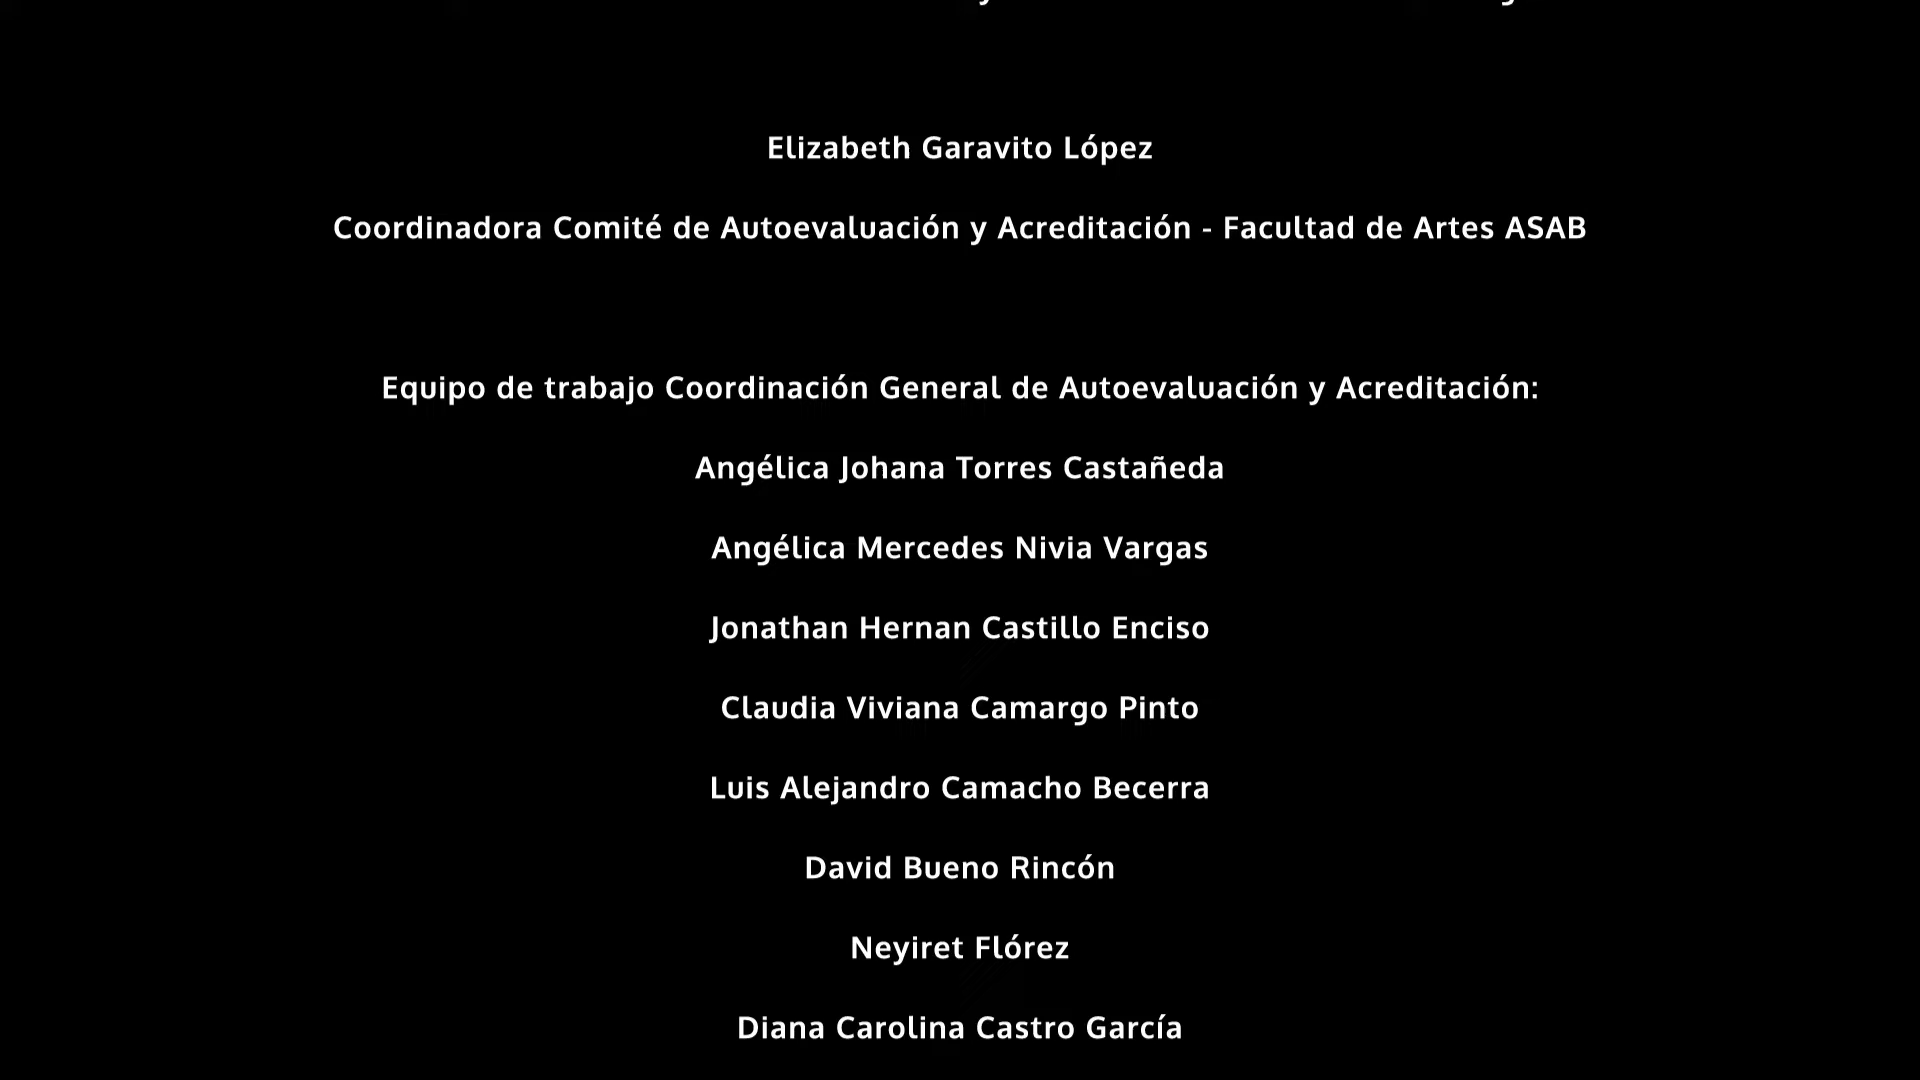 Elizabeth Garavito López
Coordinadora Comité de Autoevaluación y Acreditación - Facultad de Artes ASAB
Equipo de trabajo Coordinación General de Autoevaluación y Acreditación:
Angélica Johana Torres Castañeda
Angélica Mercedes Nivia Vargas
Jonathan Hernan Castillo Enciso
Claudia Viviana Camargo Pinto
Luis Alejandro Camacho Becerra
David Bueno Rincón
Neyiret Flórez
Diana Carolina Castro García